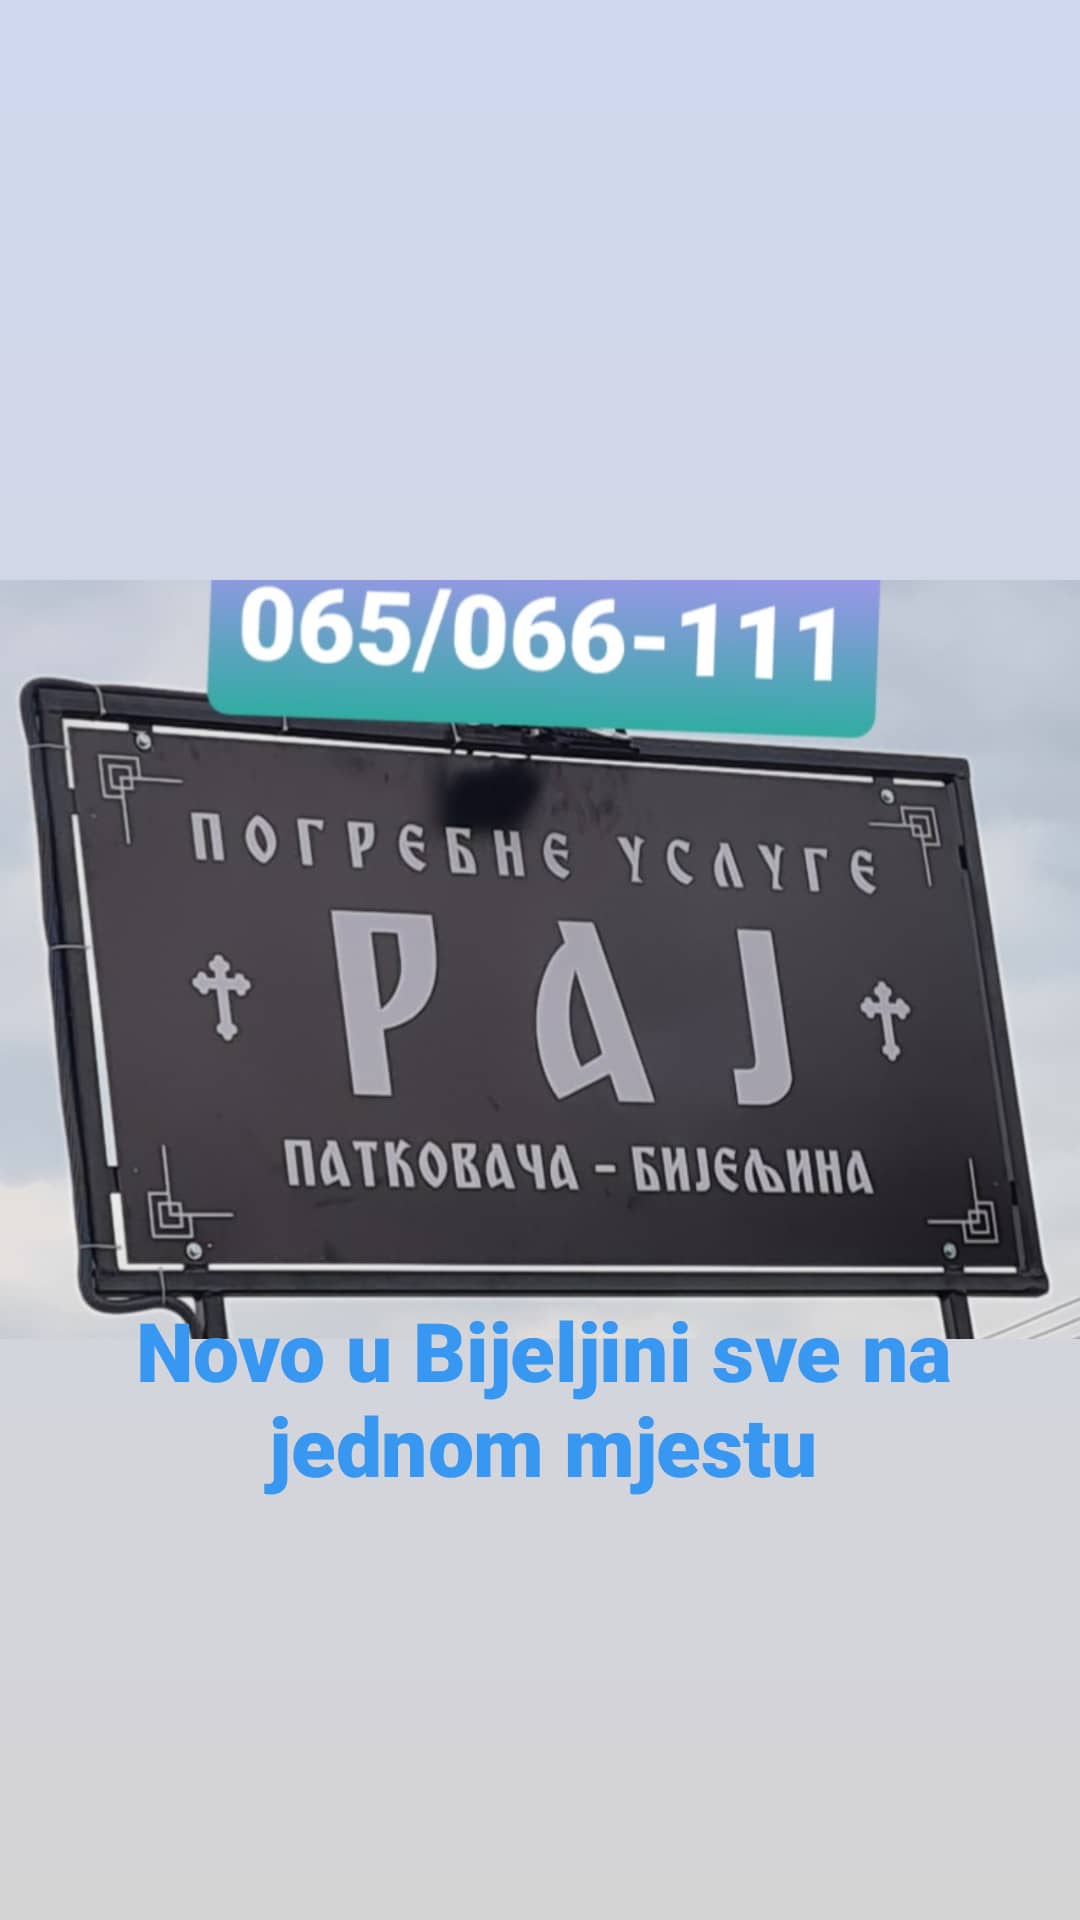 065/066-111
ПОГРЕБНЕ УСЛУГЕ
РАЈ
ПАТКОВАЧА - БИЈЕЉИНА
Novo u Bijeljini sve na
jednom mjestu